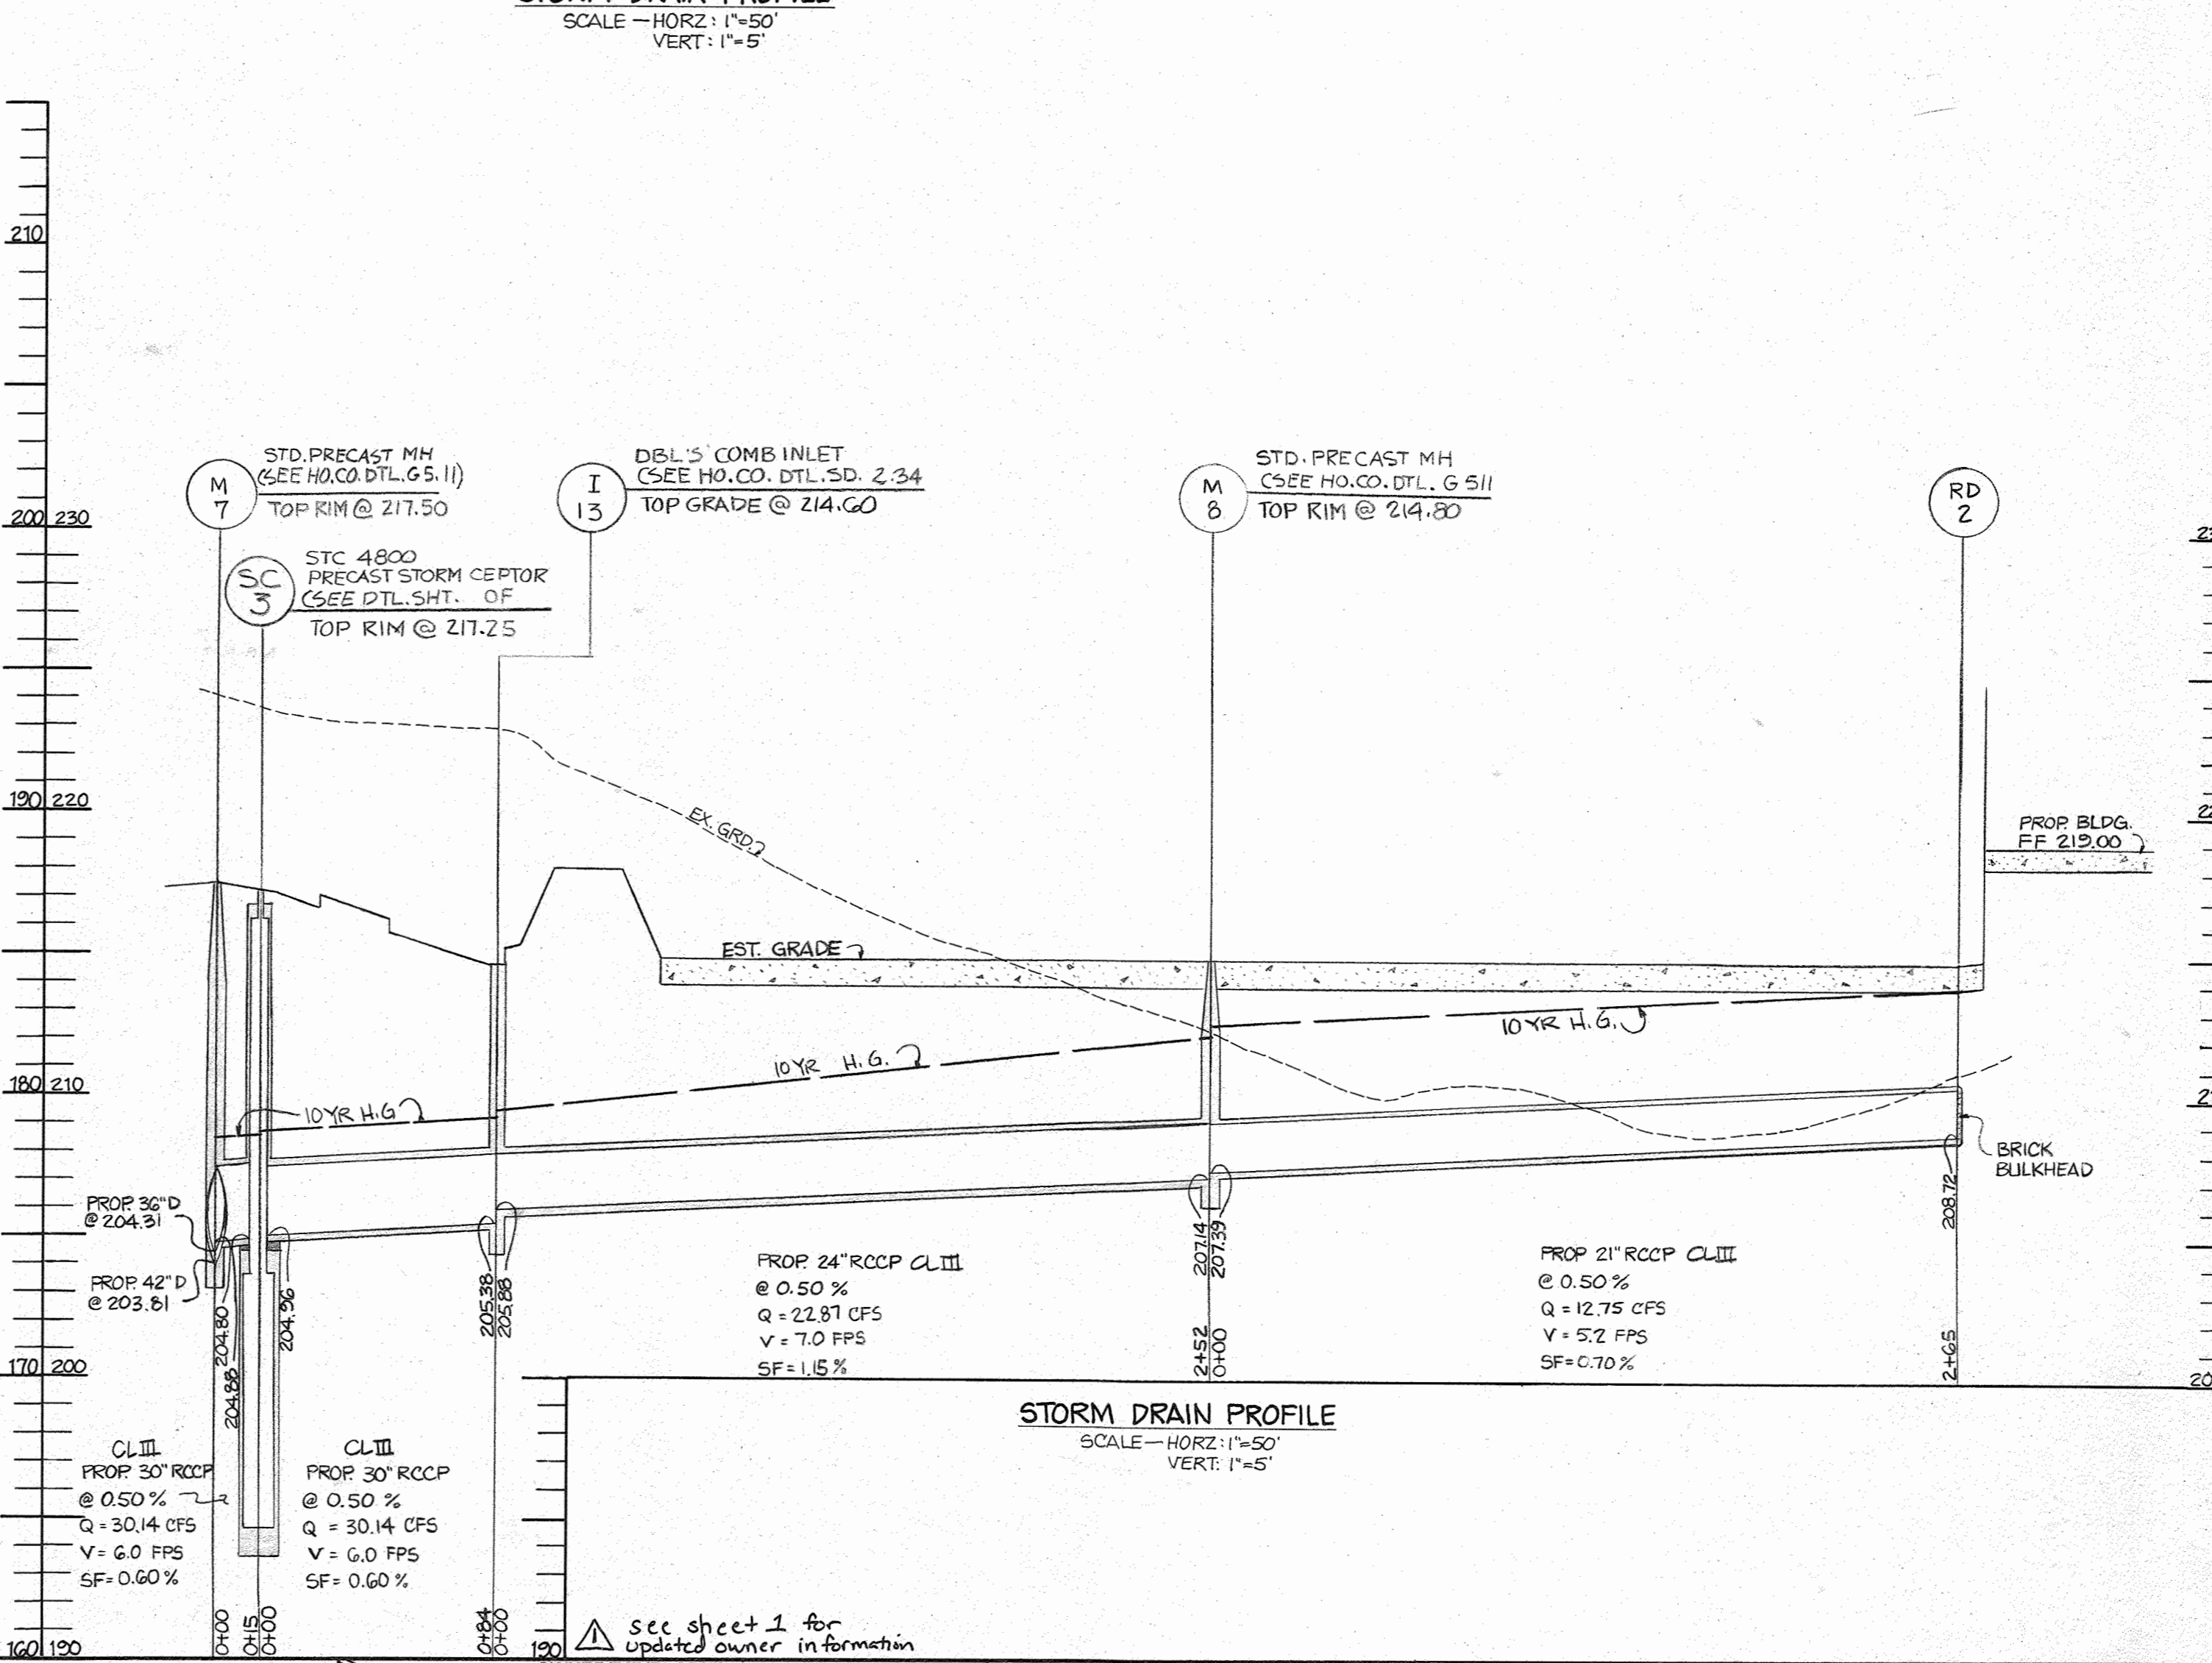 STORM DRAIN PROFILE
SCALE — HORZ: 1"=50'
VERT: 1"=5'
210
200 230
190 220
180 210
170 200
160 190
M
7
STD. PRECAST MH
(SEE HO.CO. DTL. G5.11)
TOP RIM @ 217.50
SC
3
STC 4800
PRECAST STORM CEPTOR
(SEE DTL. SHT. OF
TOP RIM @ 217.25
I
13
DBL'S' COMB INLET
(SEE HO.CO. DTL. SD. 2.34
TOP GRADE @ 214.60
M
8
STD. PRECAST MH
(SEE HO.CO. DTL. G 511
TOP RIM @ 214.80
RD
2
EX. GRD.
PROP. BLDG.
FF 219.00
EST. GRADE
10 YR H.G.
10 YR H.G.
10 YR H.G.
BRICK
BULKHEAD
PROP. 36"D
@ 204.31
PROP. 42"D
@ 203.81
204.80
204.88
204.96
205.38
205.88
207.14
207.39
208.72
PROP. 24" RCCP CL III
@ 0.50 %
Q = 22.87 CFS
V = 7.0 FPS
SF = 1.15 %
PROP 21" RCCP CL III
@ 0.50 %
Q = 12.75 CFS
V = 5.2 FPS
SF = 0.70 %
2+52
0+00
2+65
STORM DRAIN PROFILE
SCALE — HORZ: 1"=50'
VERT: 1"=5'
CL III
PROP. 30" RCCP
@ 0.50 %
Q = 30.14 CFS
V = 6.0 FPS
SF = 0.60 %
CL III
PROP. 30" RCCP
@ 0.50 %
Q = 30.14 CFS
V = 6.0 FPS
SF = 0.60 %
0+00
0+15
0+00
0+84
0+00
190
1 see sheet 1 for
updated owner information